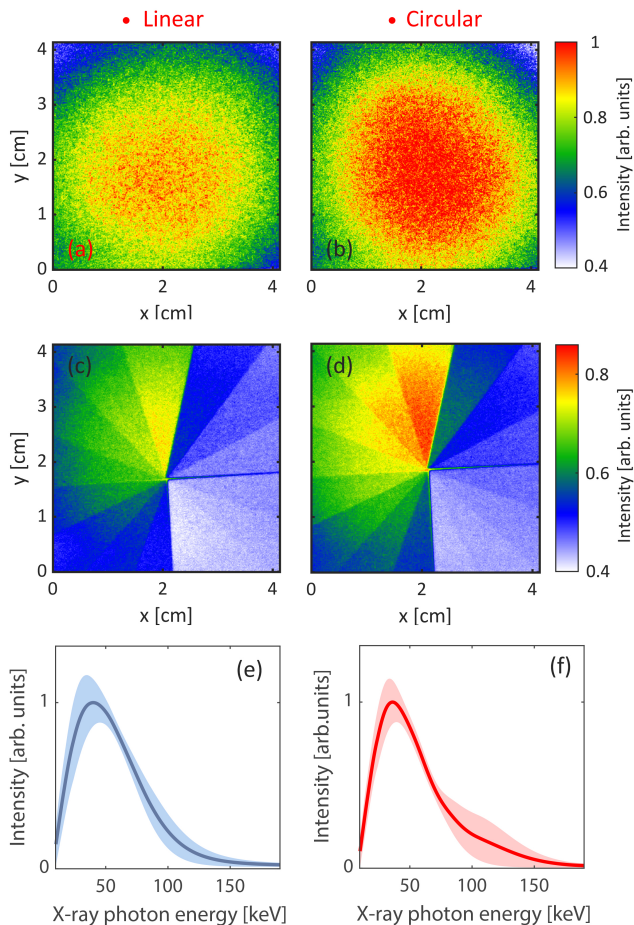 • Linear
• Circular
4
3
2
1
0
y [cm]
(a)
0
2
4
x [cm]
(b)
0
2
4
x [cm]
1
0.8
0.6
0.4
Intensity [arb. units]
4
3
2
1
0
y [cm]
(c)
0
2
4
x [cm]
(d)
0
2
4
x [cm]
0.8
0.6
0.4
Intensity [arb. units]
(e)
1
0
Intensity [arb. units]
50
100
150
X-ray photon energy [keV]
(f)
1
0
Intensity [arb.units]
50
100
150
X-ray photon energy [keV]